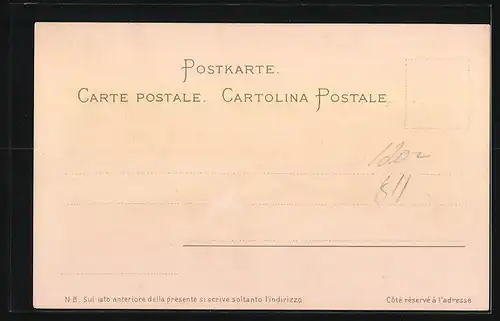 POSTKARTE.
CARTE POSTALE. CARTOLINA POSTALE.
N.B. Sul lato anteriore della presente si scrive soltanto l'indirizzo.
Côté réservé à l'adresse